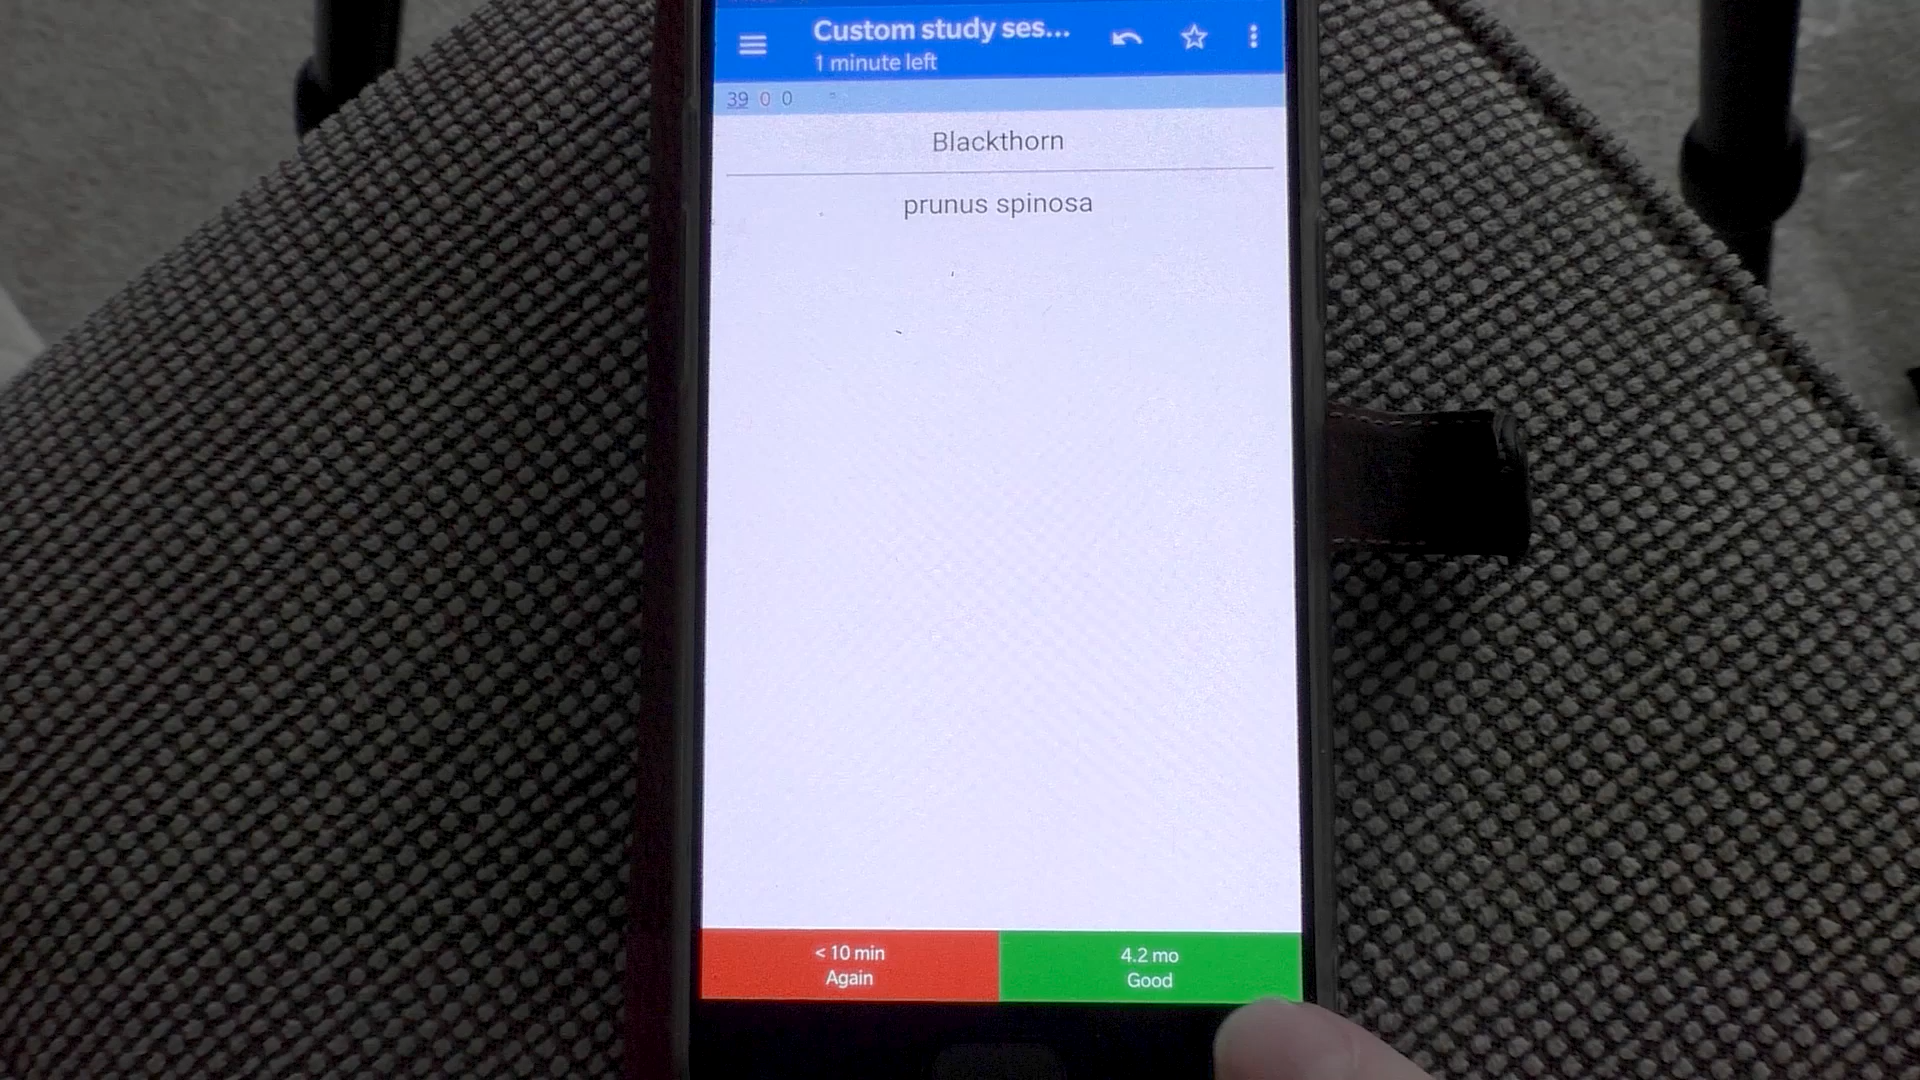 Custom study ses...
1 minute left
39 0 0
Blackthorn
prunus spinosa
< 10 min
Again
4.2 mo
Good